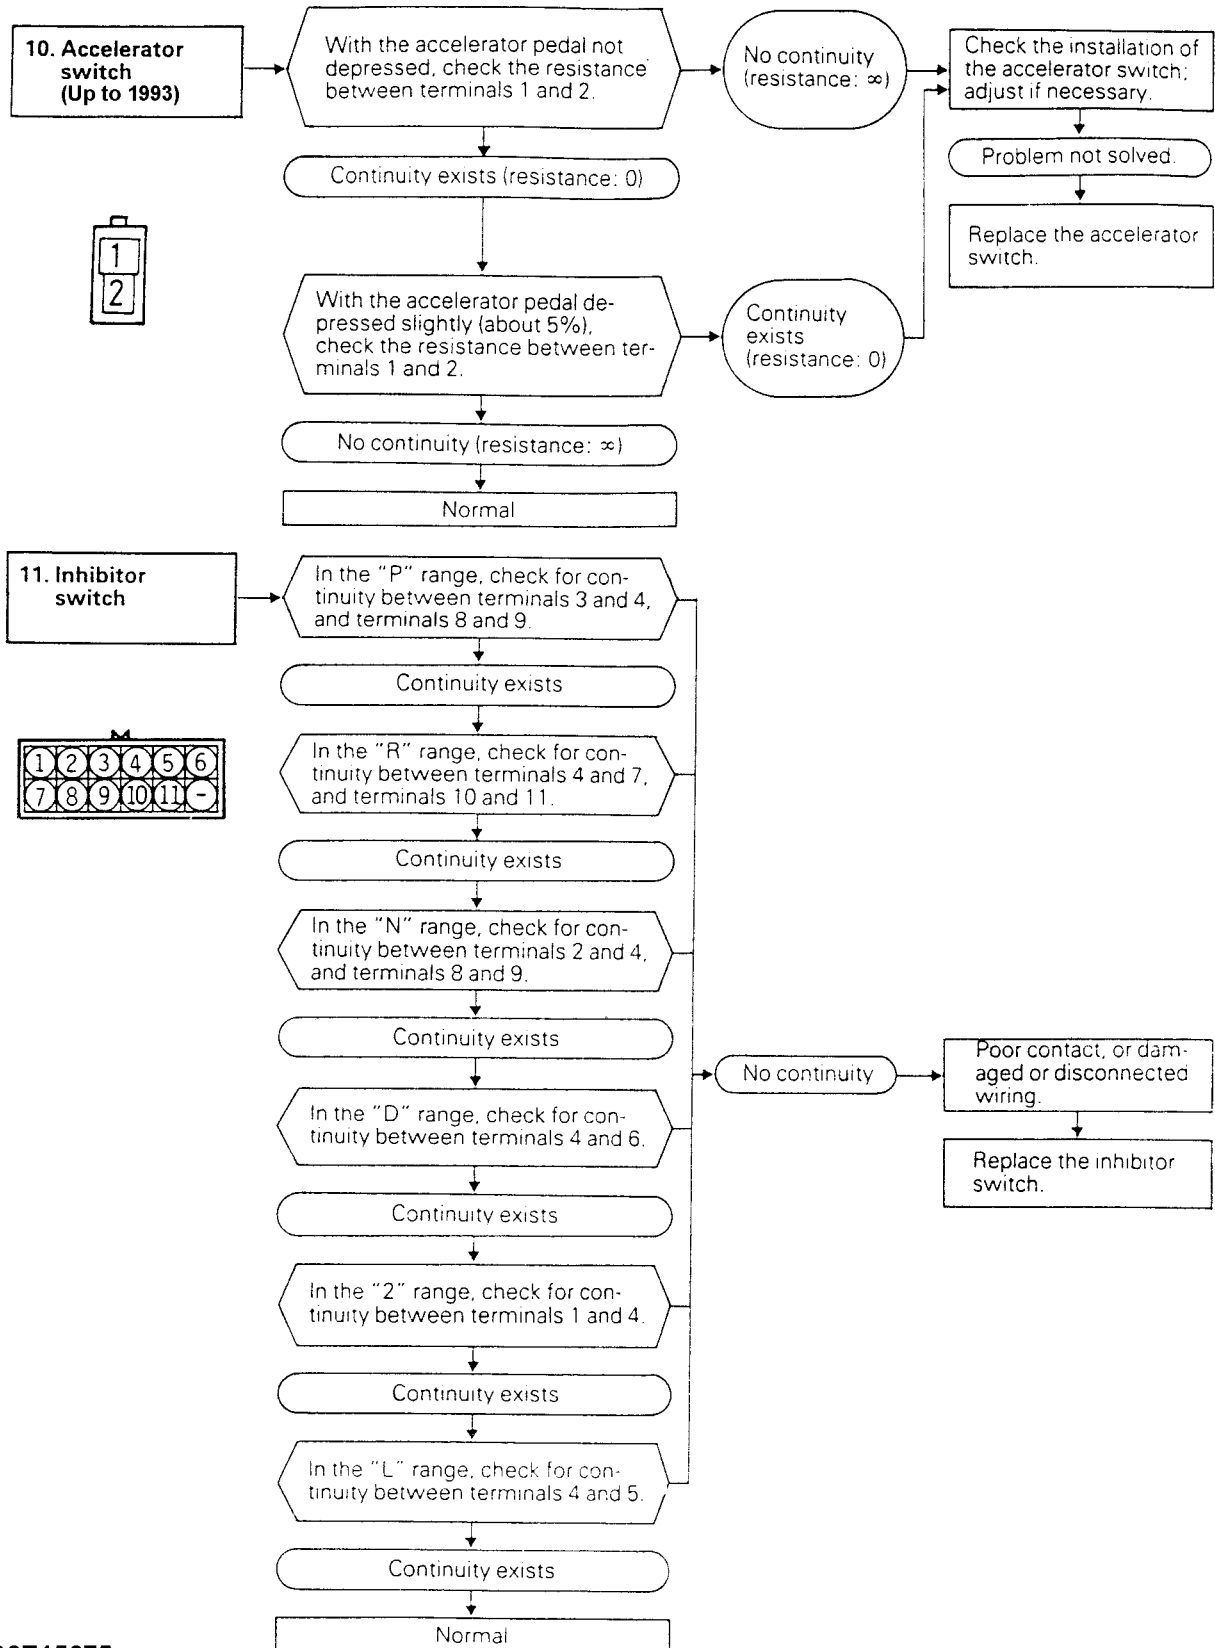 10. Accelerator
switch
(Up to 1993)
With the accelerator pedal not
depressed, check the resistance
between terminals 1 and 2.
No continuity
(resistance: ∞)
Check the installation of
the accelerator switch;
adjust if necessary.
Problem not solved.
Replace the accelerator
switch.
Continuity exists (resistance: 0)
1
2
With the accelerator pedal de-
pressed slightly (about 5%),
check the resistance between ter-
minals 1 and 2.
Continuity
exists
(resistance: 0)
No continuity (resistance: ∞)
Normal
11. Inhibitor
switch
In the "P" range, check for con-
tinuity between terminals 3 and 4,
and terminals 8 and 9.
Continuity exists
1 2 3 4 5 6
7 8 9 10 11 -
In the "R" range, check for con-
tinuity between terminals 4 and 7,
and terminals 10 and 11.
Continuity exists
In the "N" range, check for con-
tinuity between terminals 2 and 4,
and terminals 8 and 9.
Continuity exists
No continuity
Poor contact, or dam-
aged or disconnected
wiring.
Replace the inhibitor
switch.
In the "D" range, check for con-
tinuity between terminals 4 and 6.
Continuity exists
In the "2" range, check for con-
tinuity between terminals 1 and 4.
Continuity exists
In the "L" range, check for con-
tinuity between terminals 4 and 5.
Continuity exists
Normal